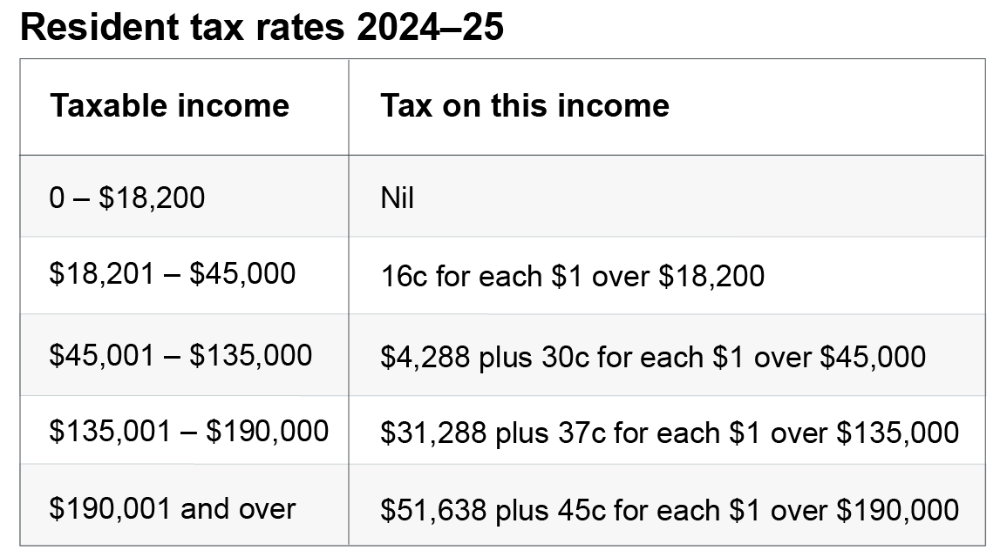 Resident tax rates 2024–25
Taxable income Tax on this income
0 – $18,200 Nil
$18,201 – $45,000 16c for each $1 over $18,200
$45,001 – $135,000 $4,288 plus 30c for each $1 over $45,000
$135,001 – $190,000 $31,288 plus 37c for each $1 over $135,000
$190,001 and over $51,638 plus 45c for each $1 over $190,000